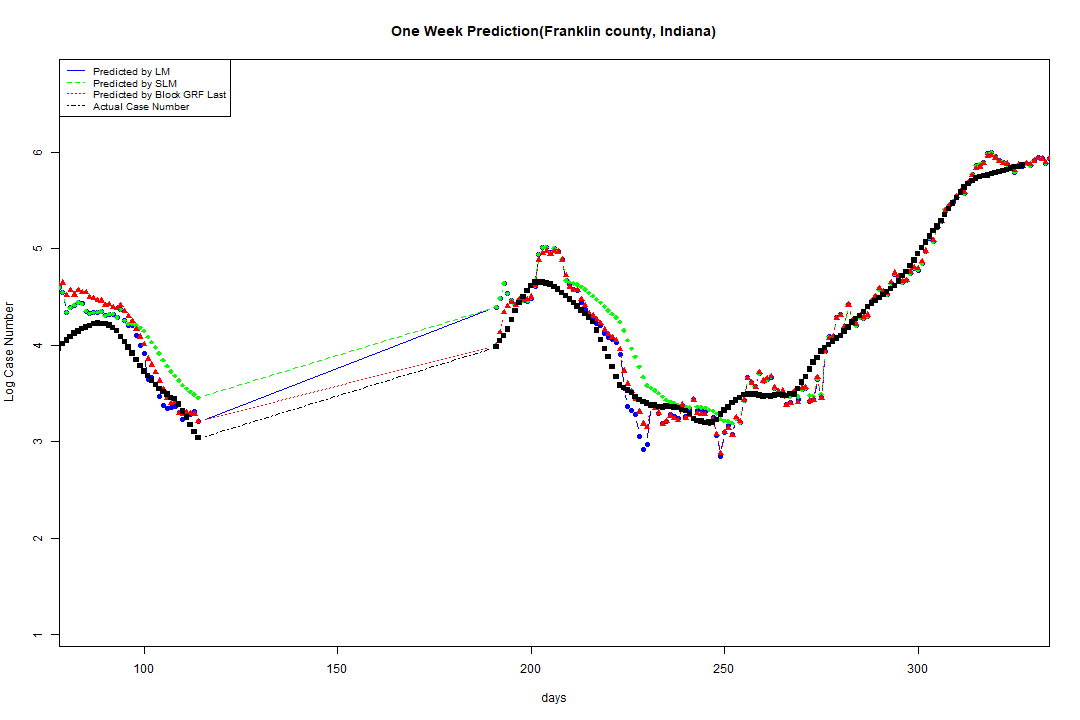 One Week Prediction(Franklin county, Indiana)
Predicted by LM
Predicted by SLM
Predicted by Block GRF Last
Actual Case Number
Log Case Number
6
5
4
3
2
1
100 150 200 250 300
days